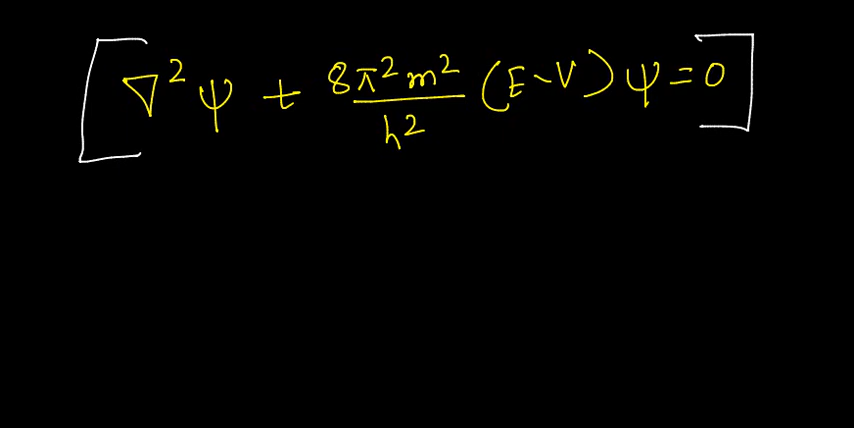 [∇²ψ + 8π²m²/h² (E-V) ψ = 0]